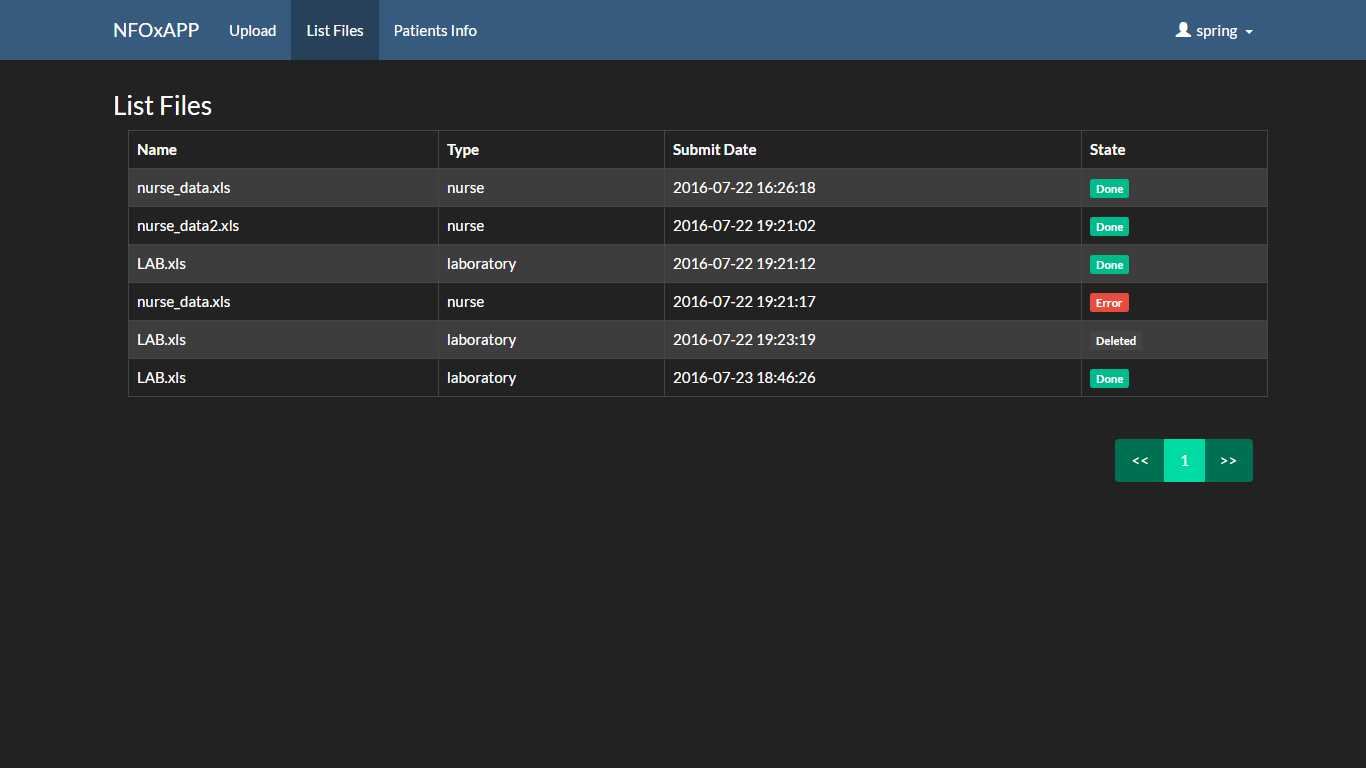 NFOxAPP Upload List Files Patients Info spring
List Files
Name Type Submit Date State
nurse_data.xls nurse 2016-07-22 16:26:18 Done
nurse_data2.xls nurse 2016-07-22 19:21:02 Done
LAB.xls laboratory 2016-07-22 19:21:12 Done
nurse_data.xls nurse 2016-07-22 19:21:17 Error
LAB.xls laboratory 2016-07-22 19:23:19 Deleted
LAB.xls laboratory 2016-07-23 18:46:26 Done
<< 1 >>